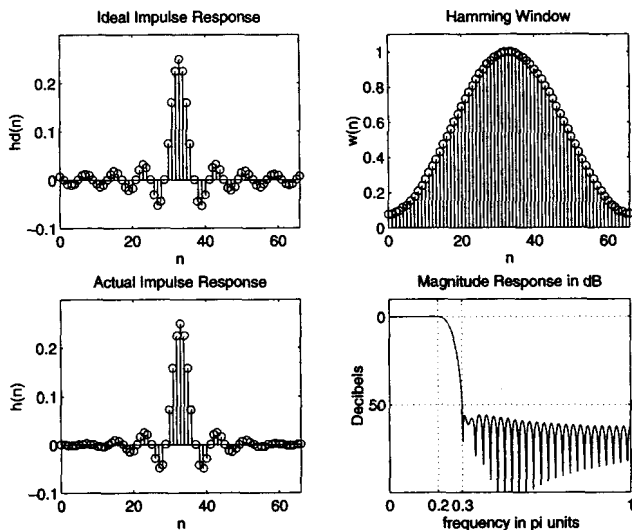 Ideal Impulse Response
0.2
0.1
0
−0.1
hd(n)
0
20
40
60
n
Hamming Window
1
0.8
0.6
0.4
0.2
0
w(n)
0
20
40
60
n
Actual Impulse Response
0.2
0.1
0
−0.1
h(n)
0
20
40
60
n
Magnitude Response in dB
0
50
Decibels
0
0.2
0.3
1
frequency in pi units